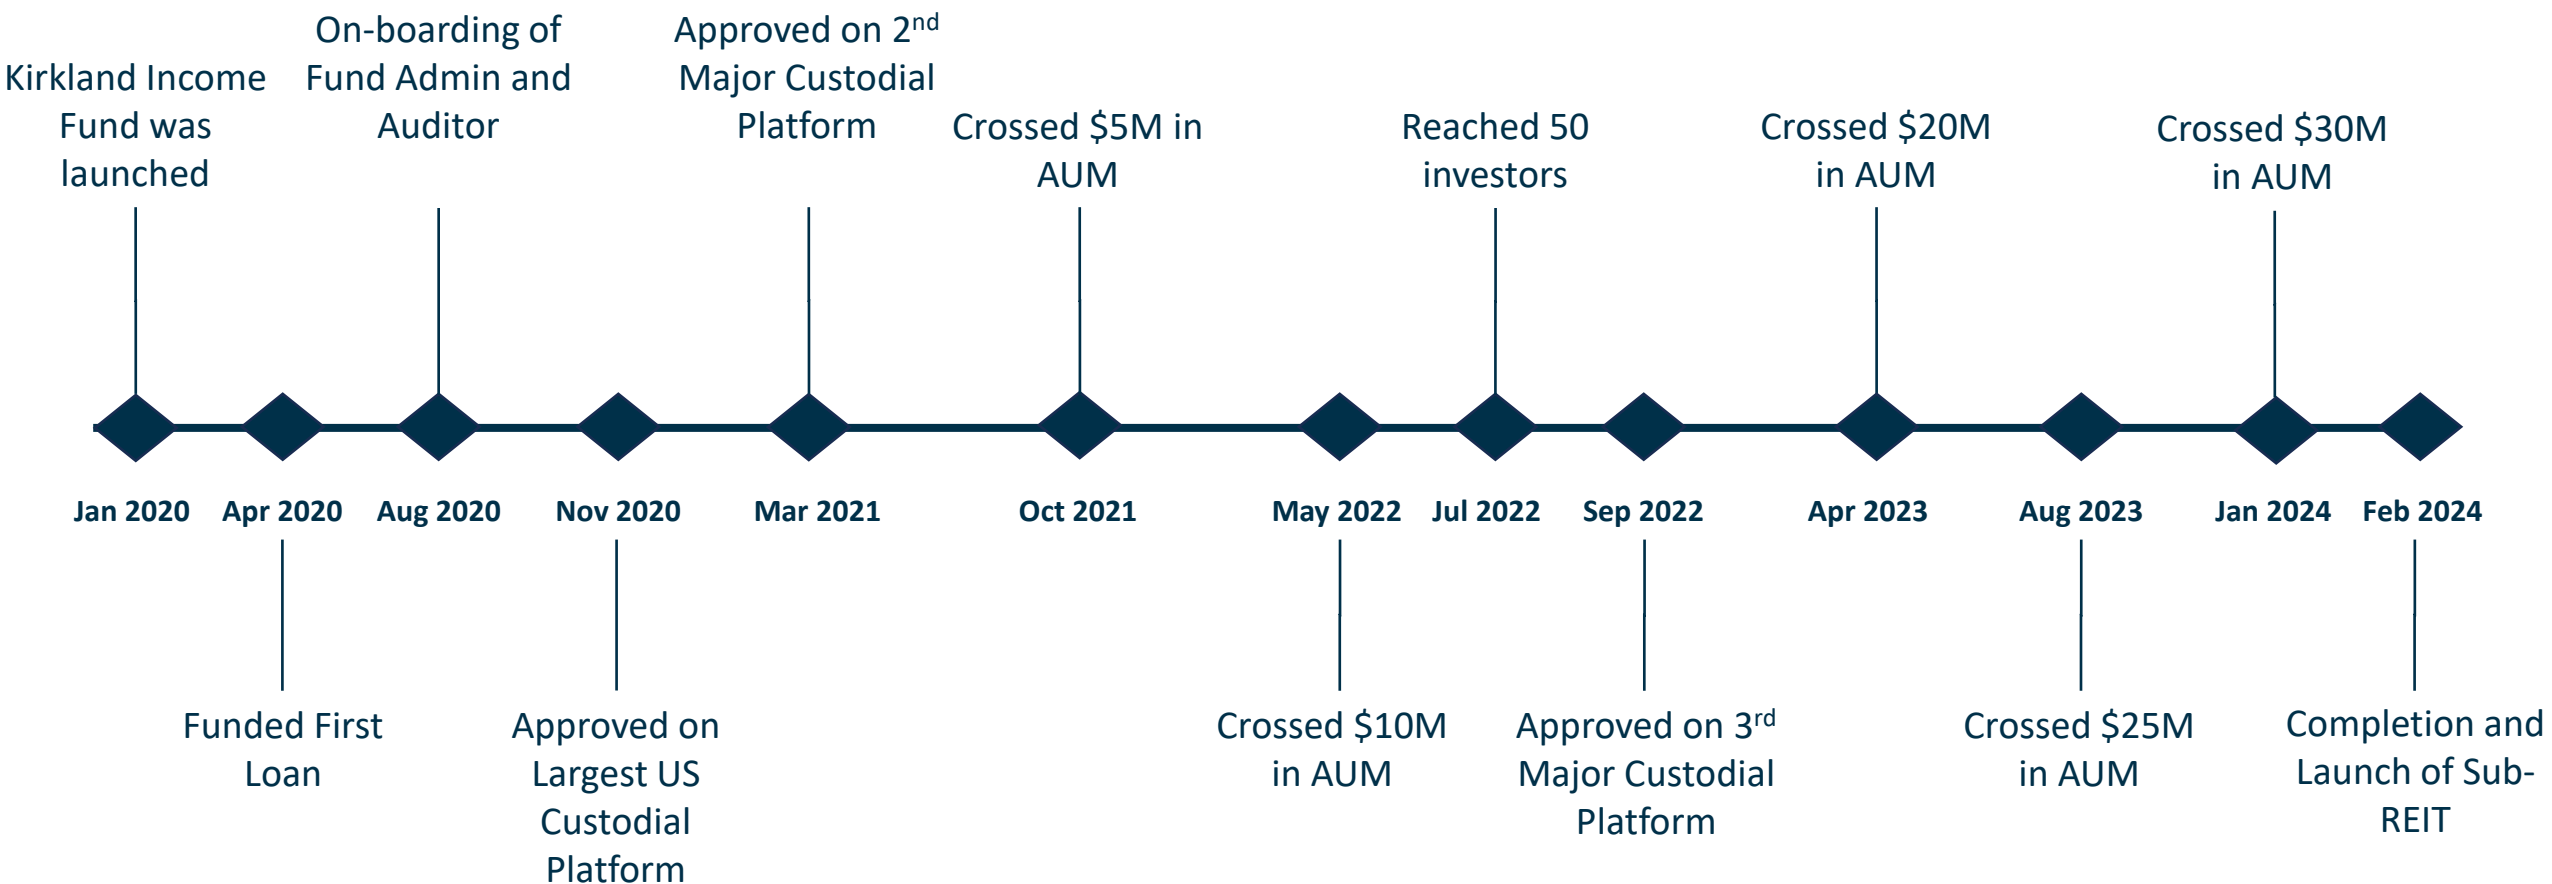 Kirkland Income
Fund was
launched
On-boarding of
Fund Admin and
Auditor
Approved on 2nd
Major Custodial
Platform
Crossed $5M in
AUM
Reached 50
investors
Crossed $20M
in AUM
Crossed $30M
in AUM
Jan 2020
Apr 2020
Aug 2020
Nov 2020
Mar 2021
Oct 2021
May 2022
Jul 2022
Sep 2022
Apr 2023
Aug 2023
Jan 2024
Feb 2024
Funded First
Loan
Approved on
Largest US
Custodial
Platform
Crossed $10M
in AUM
Approved on 3rd
Major Custodial
Platform
Crossed $25M
in AUM
Completion and
Launch of Sub-
REIT